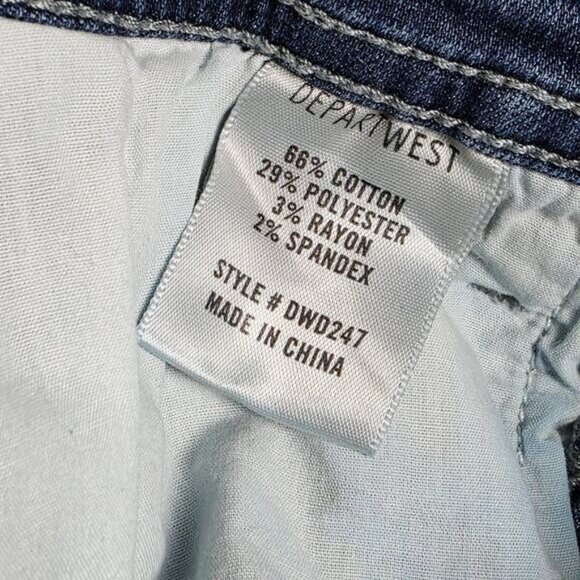 DEPARTWEST
66% COTTON
29% POLYESTER
3% RAYON
2% SPANDEX
STYLE # DWD247
MADE IN CHINA